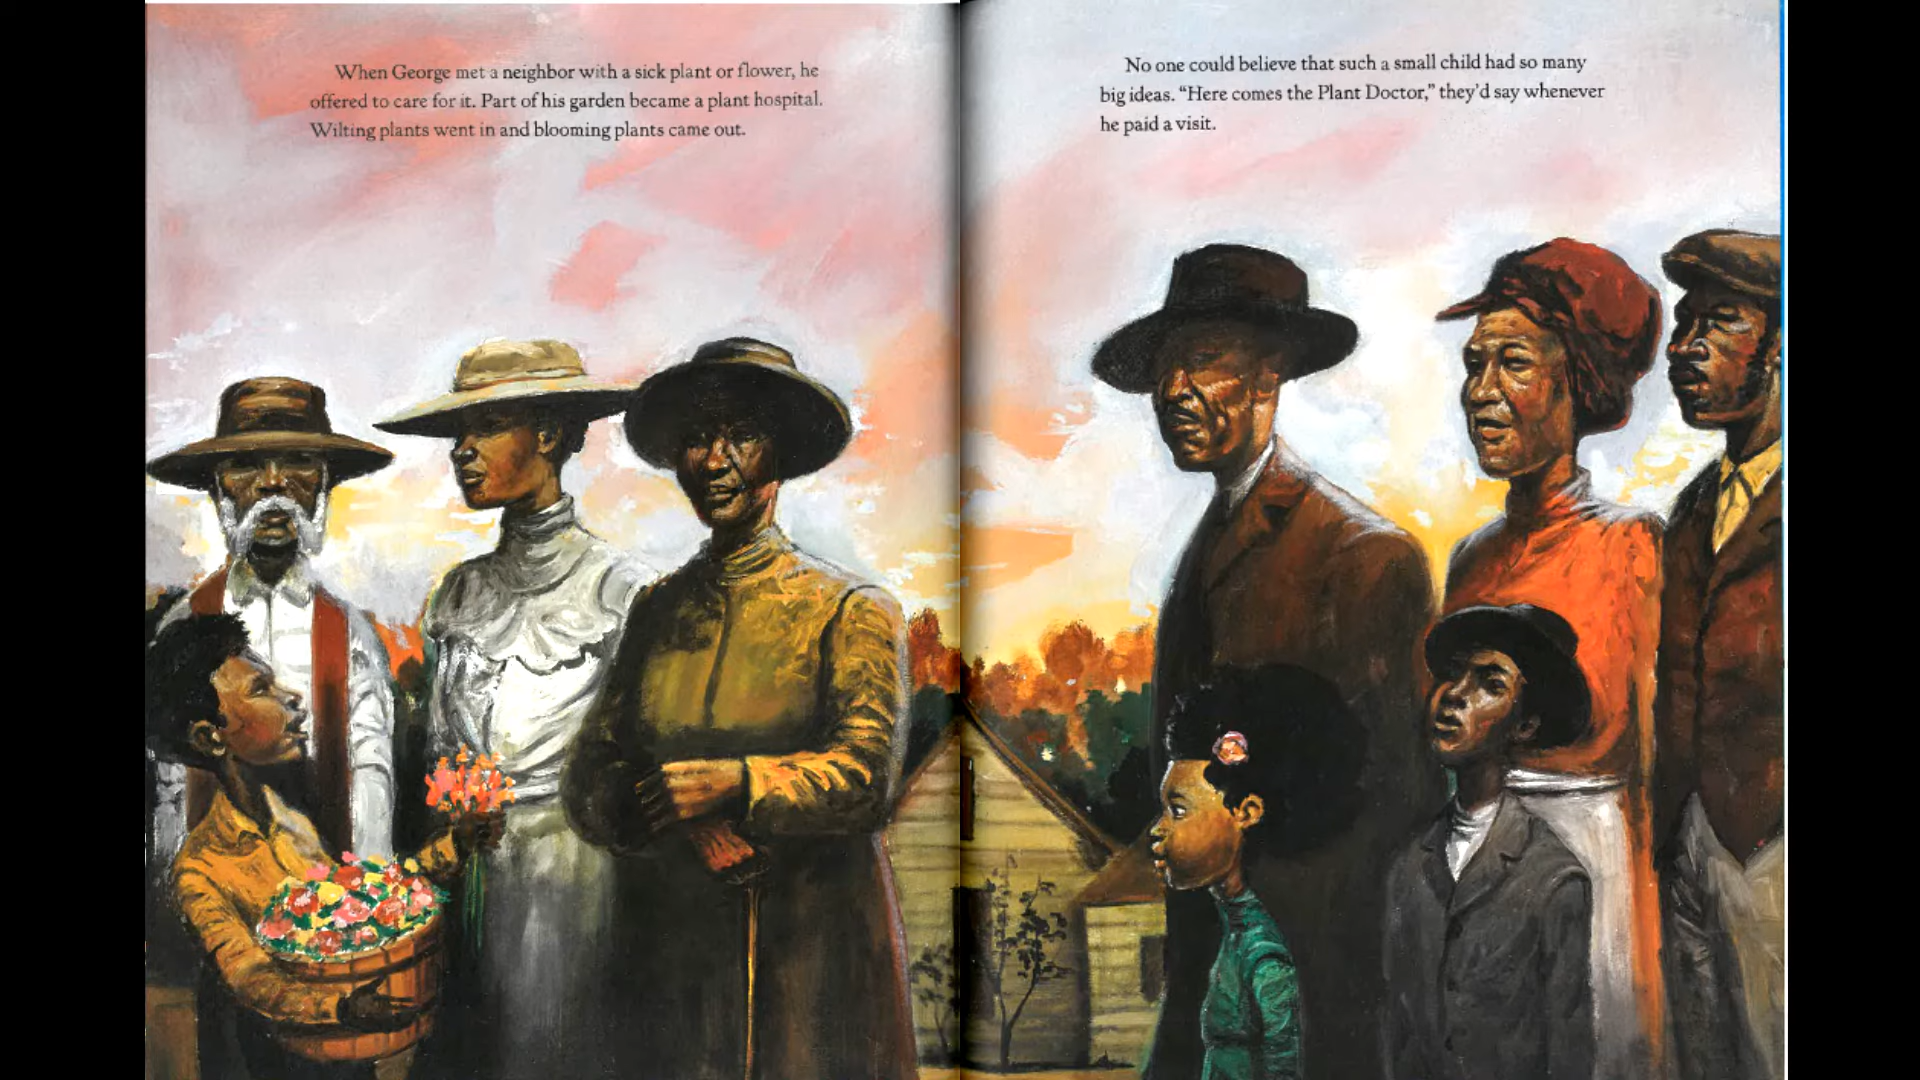 When George met a neighbor with a sick plant or flower, he
offered to care for it. Part of his garden became a plant hospital.
Wilting plants went in and blooming plants came out.
No one could believe that such a small child had so many
big ideas. “Here comes the Plant Doctor,” they’d say whenever
he paid a visit.